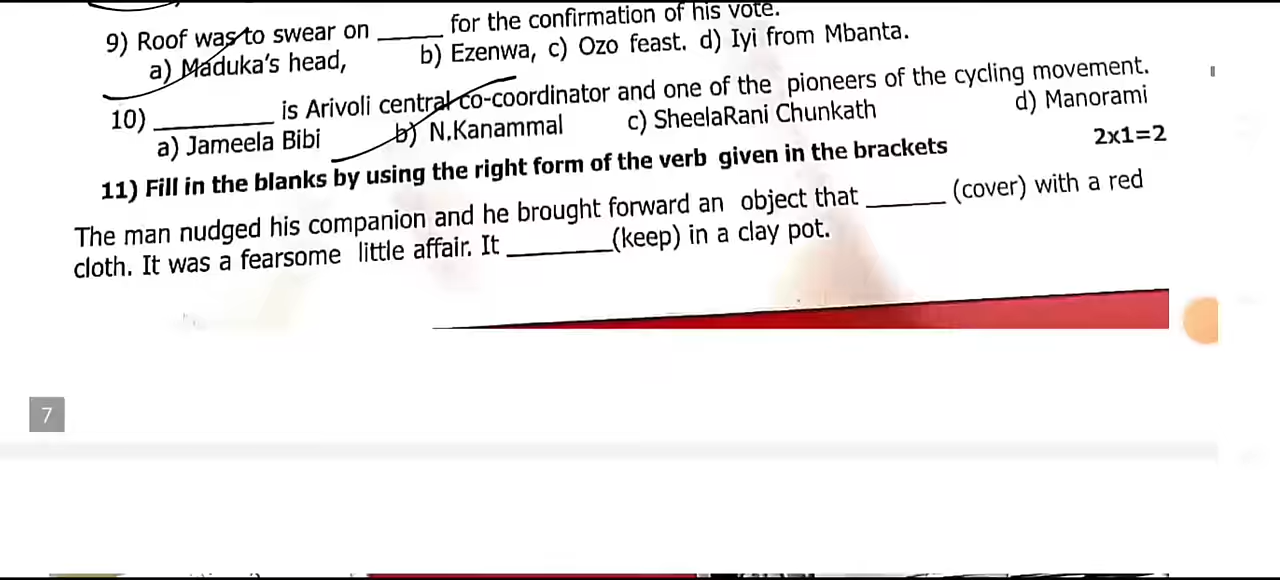 9) Roof was to swear on _____ for the confirmation of his vote.
a) Maduka's head, b) Ezenwa, c) Ozo feast. d) Iyi from Mbanta.
10) _________ is Arivoli central co-coordinator and one of the pioneers of the cycling movement.
a) Jameela Bibi b) N.Kanammal c) SheelaRani Chunkath d) Manorami
11) Fill in the blanks by using the right form of the verb given in the brackets 2x1=2
The man nudged his companion and he brought forward an object that ______ (cover) with a red
cloth. It was a fearsome little affair. It ________(keep) in a clay pot.
7